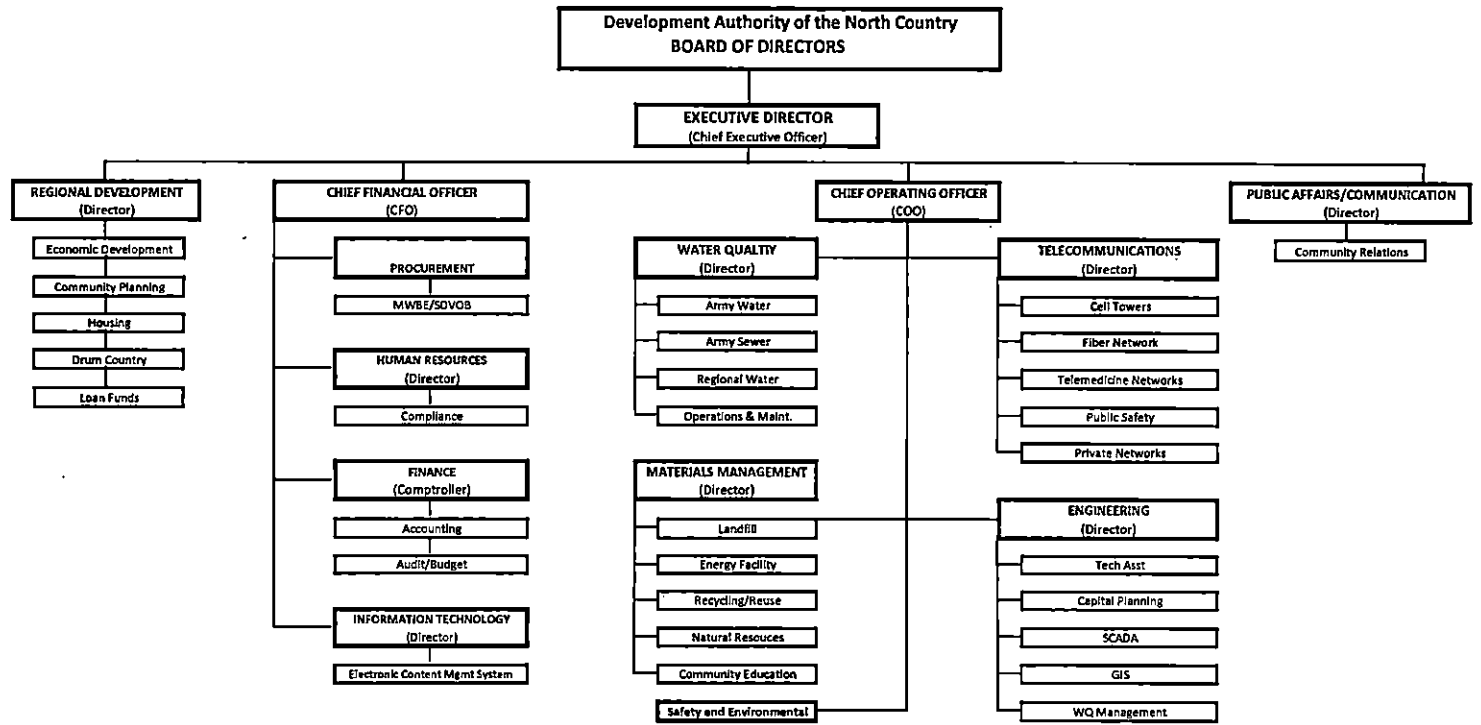 Development Authority of the North Country
BOARD OF DIRECTORS
EXECUTIVE DIRECTOR
(Chief Executive Officer)
REGIONAL DEVELOPMENT
(Director)
Economic Development
Community Planning
Housing
Drum Country
Loan Funds
CHIEF FINANCIAL OFFICER
(CFO)
PROCUREMENT
MWBE/SDVOB
HUMAN RESOURCES
(Director)
Compliance
FINANCE
(Comptroller)
Accounting
Audit/Budget
INFORMATION TECHNOLOGY
(Director)
Electronic Content Mgmt System
CHIEF OPERATING OFFICER
(COO)
WATER QUALTIY
(Director)
Army Water
Army Sewer
Regional Water
Operations & Maint.
MATERIALS MANAGEMENT
(Director)
Landfill
Energy Facility
Recycling/Reuse
Natural Resouces
Community Education
Safety and Environmental
TELECOMMUNICATIONS
(Director)
Cell Towers
Fiber Network
Telemedicine Networks
Public Safety
Private Networks
ENGINEERING
(Director)
Tech Asst
Capital Planning
SCADA
GIS
WQ Management
PUBLIC AFFAIRS/COMMUNICATION
(Director)
Community Relations